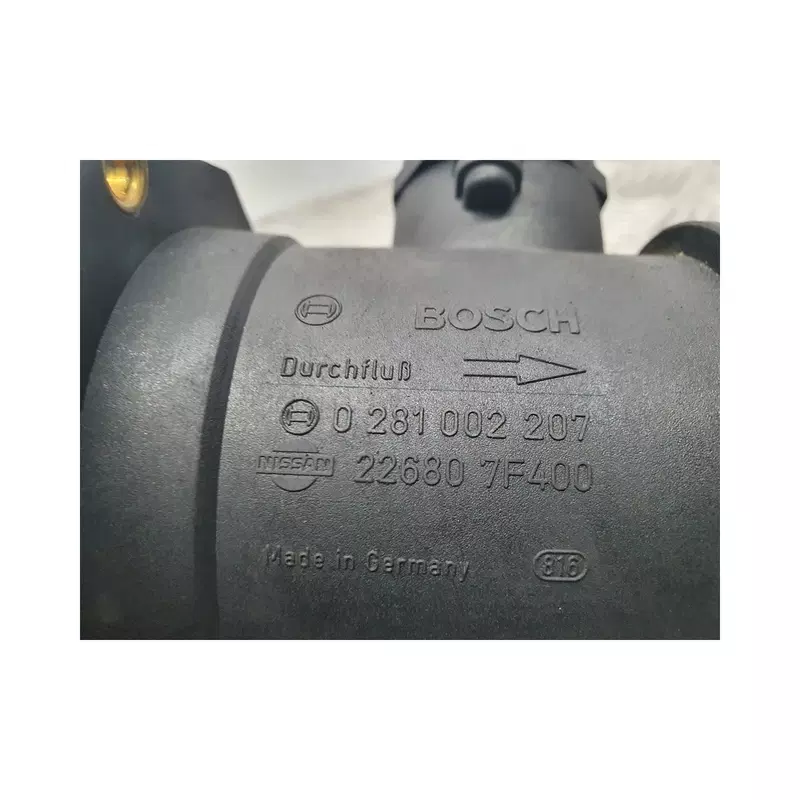 BOSCH
Durchfluß
0 281 002 207
NISSAN 22680 7F400
Made in Germany 816